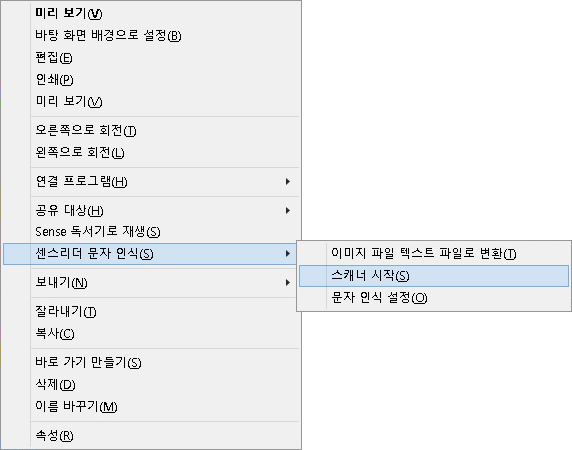 미리 보기(V)
바탕 화면 배경으로 설정(B)
편집(E)
인쇄(P)
미리 보기(V)
오른쪽으로 회전(T)
왼쪽으로 회전(L)
연결 프로그램(H)
공유 대상(H)
Sense 독서기로 재생(S)
센스리더 문자 인식(S)
이미지 파일 텍스트 파일로 변환(T)
스캐너 시작(S)
문자 인식 설정(O)
보내기(N)
잘라내기(T)
복사(C)
바로 가기 만들기(S)
삭제(D)
이름 바꾸기(M)
속성(R)